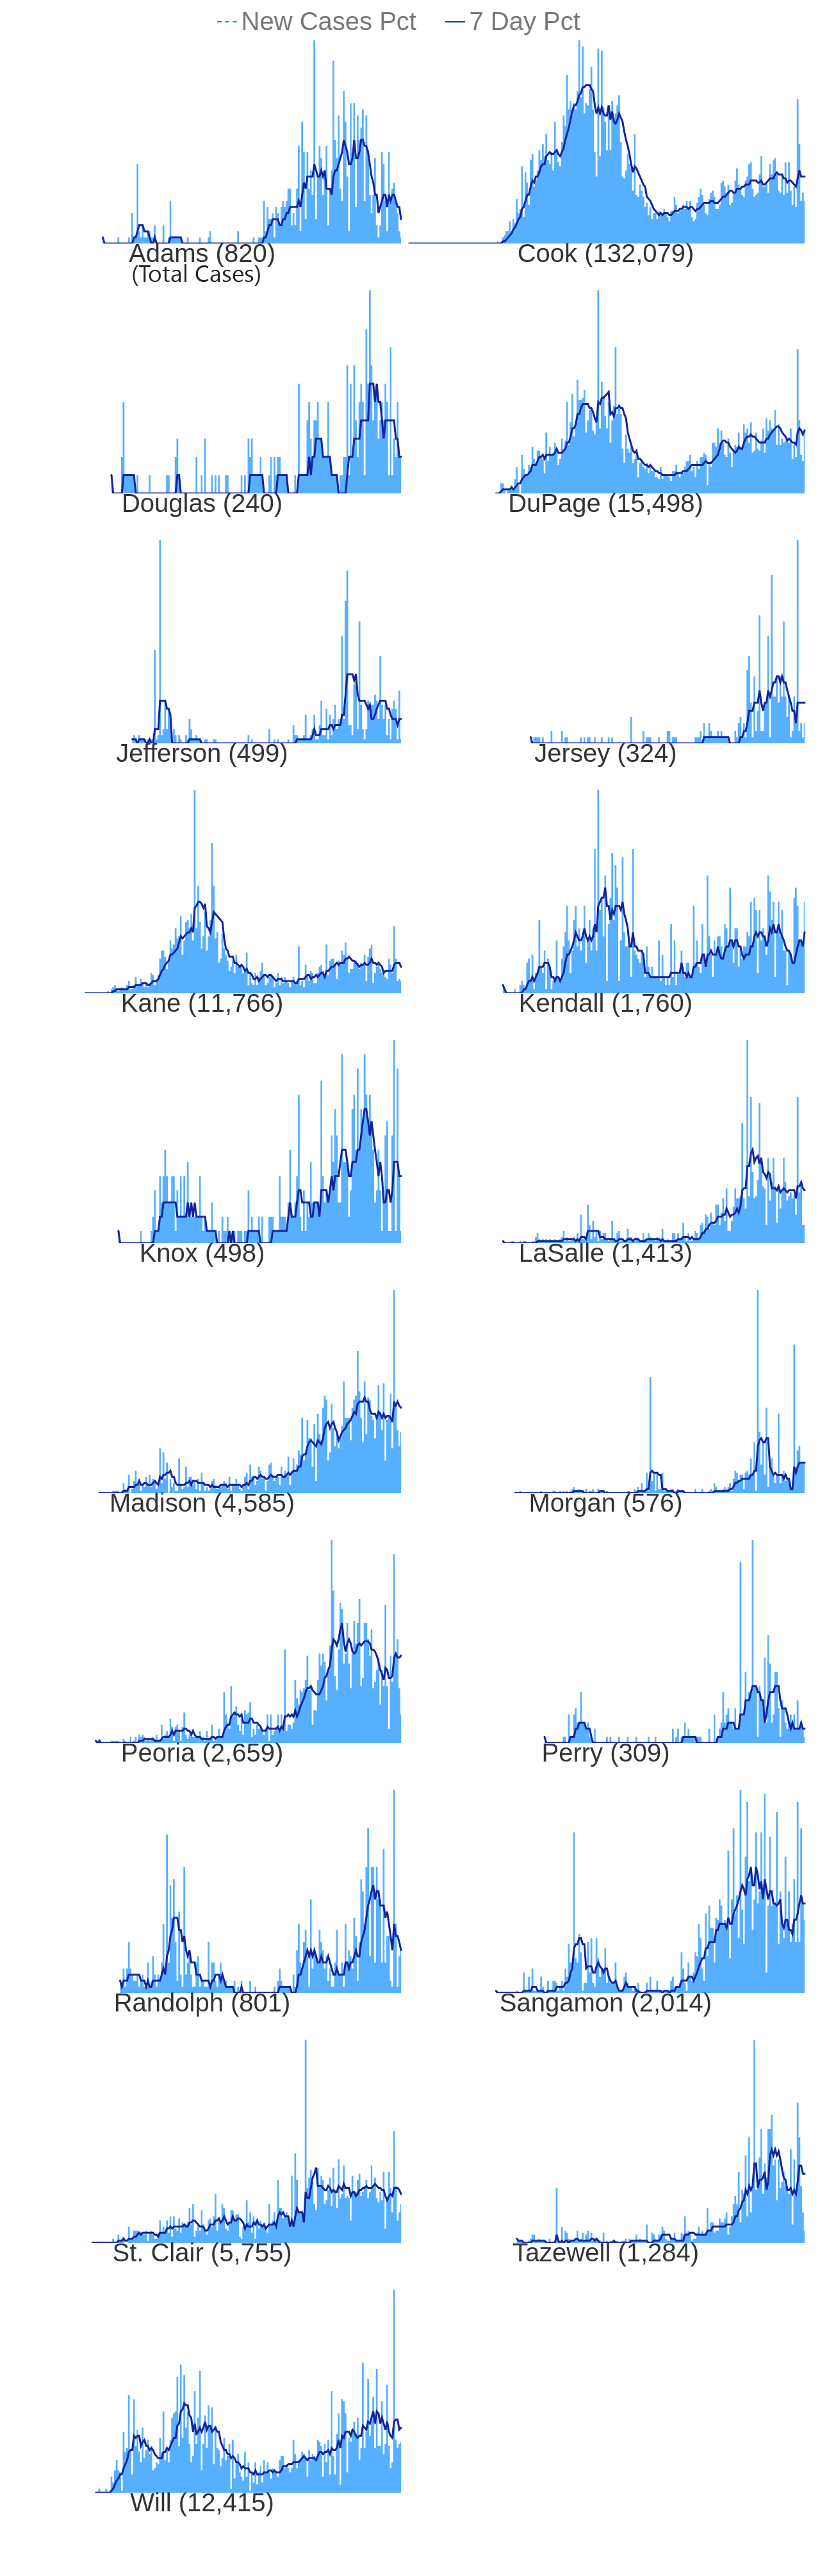 New Cases Pct 7 Day Pct
Adams (820) Cook (132,079)
(Total Cases)
Douglas (240) DuPage (15,498)
Jefferson (499) Jersey (324)
Kane (11,766) Kendall (1,760)
Knox (498) LaSalle (1,413)
Madison (4,585) Morgan (576)
Peoria (2,659) Perry (309)
Randolph (801) Sangamon (2,014)
St. Clair (5,755) Tazewell (1,284)
Will (12,415)